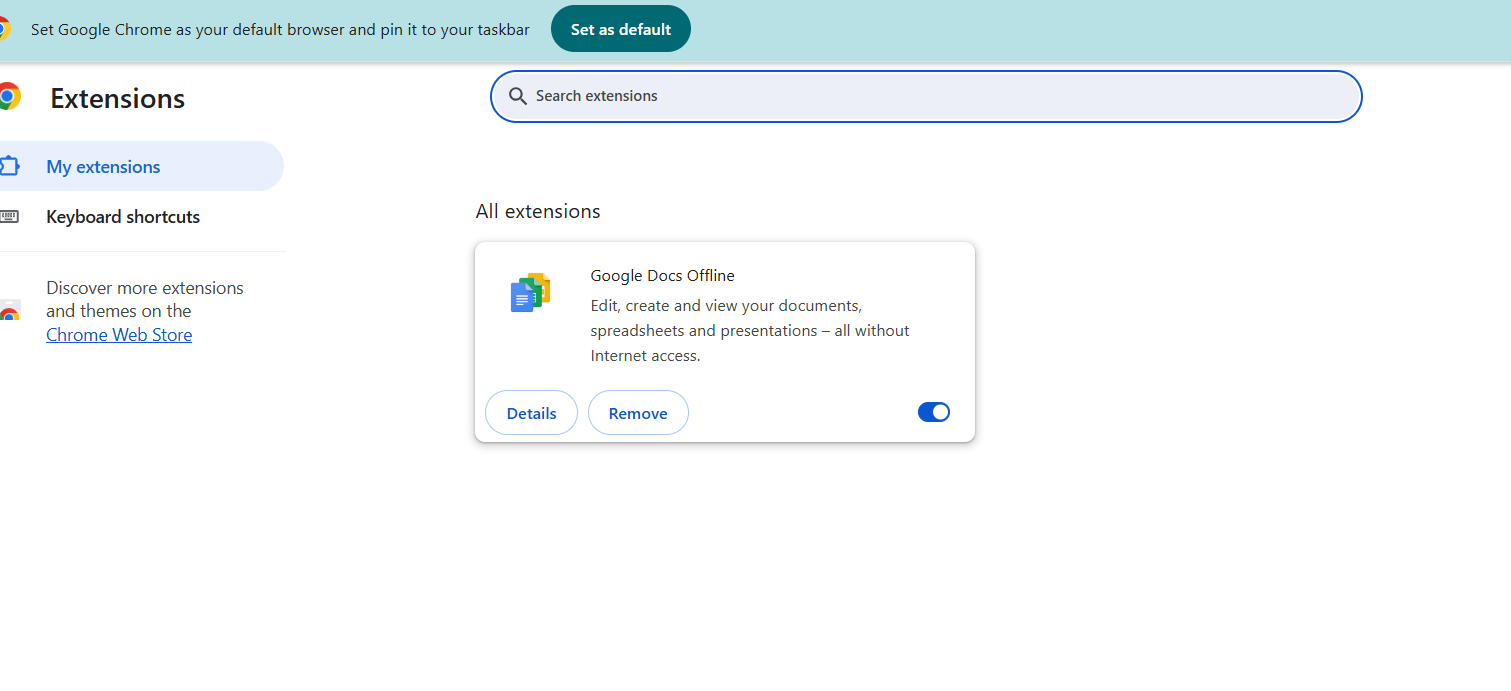 Set Google Chrome as your default browser and pin it to your taskbar
Set as default
Extensions
Search extensions
My extensions
Keyboard shortcuts
Discover more extensions
and themes on the
Chrome Web Store
All extensions
Google Docs Offline
Edit, create and view your documents,
spreadsheets and presentations – all without
Internet access.
Details
Remove